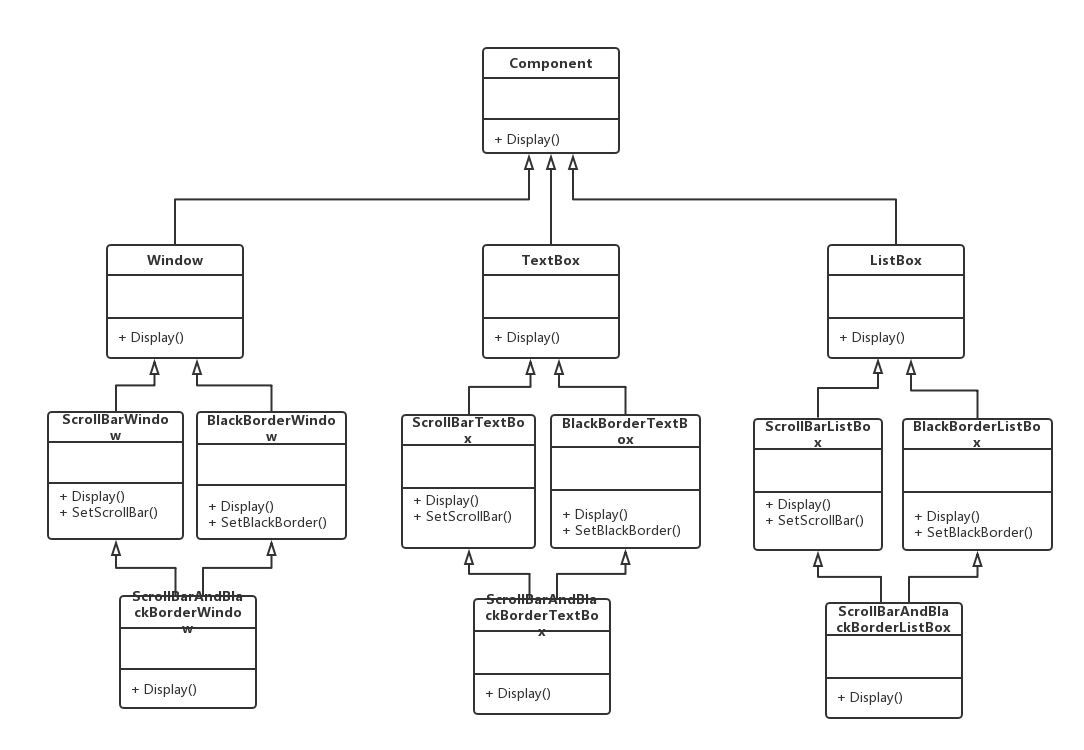 Component
+ Display()
Window
+ Display()
TextBox
+ Display()
ListBox
+ Display()
ScrollBarWindo
w
+ Display()
+ SetScrollBar()
BlackBorderWindo
w
+ Display()
+ SetBlackBorder()
ScrollBarTextBo
x
+ Display()
+ SetScrollBar()
BlackBorderTextB
ox
+ Display()
+ SetBlackBorder()
ScrollBarListBo
x
+ Display()
+ SetScrollBar()
BlackBorderListBo
x
+ Display()
+ SetBlackBorder()
ScrollBarAndBla
ckBorderWindo
w
+ Display()
ScrollBarAndBla
ckBorderTextBo
x
+ Display()
ScrollBarAndBla
ckBorderListBox
+ Display()